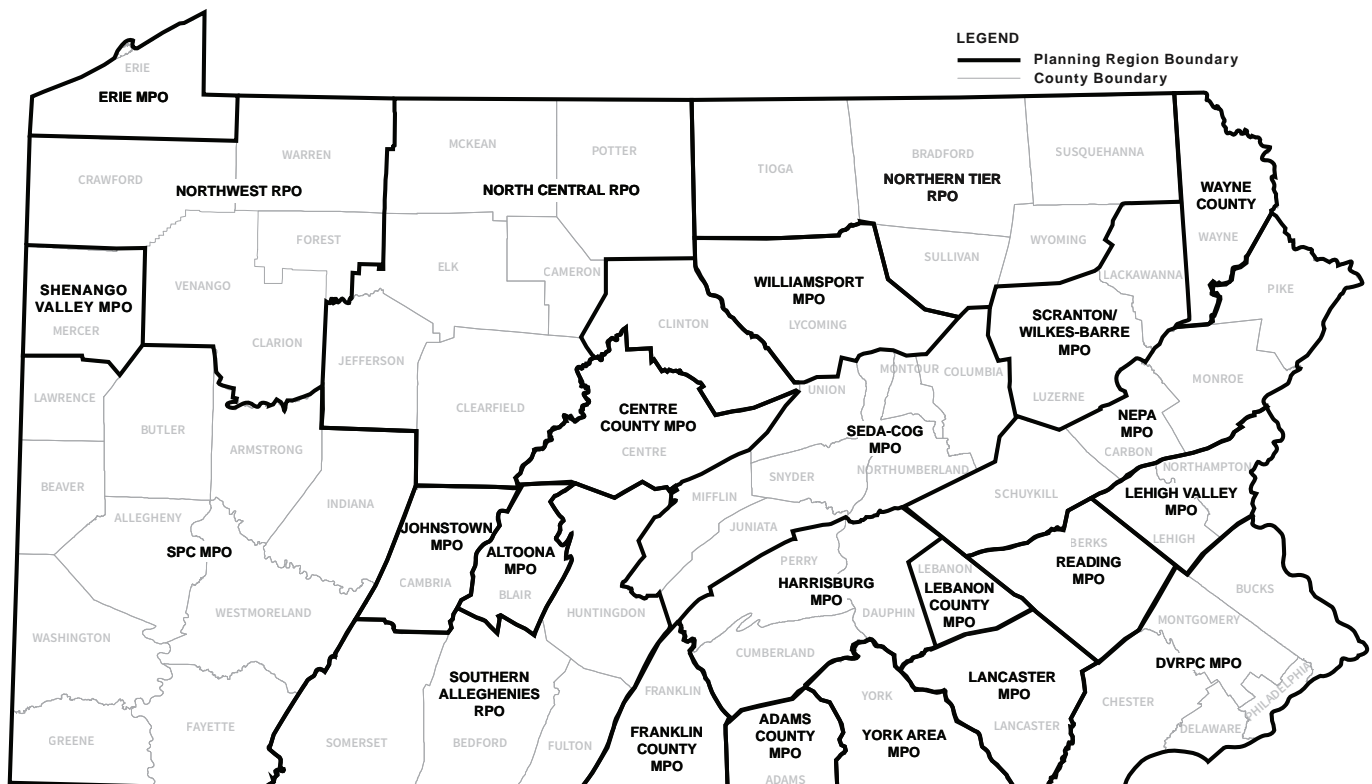 LEGEND
Planning Region Boundary
County Boundary
ERIE
ERIE MPO
CRAWFORD
WARREN
NORTHWEST RPO
FOREST
VENANGO
CLARION
MCKEAN
POTTER
NORTH CENTRAL RPO
ELK
CAMERON
JEFFERSON
CLEARFIELD
TIOGA
BRADFORD
SUSQUEHANNA
NORTHERN TIER
RPO
SULLIVAN
WYOMING
WAYNE
COUNTY
WAYNE
SHENANGO
VALLEY MPO
MERCER
WILLIAMSPORT
MPO
LYCOMING
LACKAWANNA
SCRANTON/
WILKES-BARRE
MPO
LUZERNE
PIKE
MONROE
NEPA
MPO
CARBON
SCHUYKILL
CLINTON
CENTRE
COUNTY MPO
CENTRE
UNION
MONTOUR
COLUMBIA
SEDA-COG
MPO
SNYDER
NORTHUMBERLAND
MIFFLIN
JUNIATA
LAWRENCE
BUTLER
ARMSTRONG
BEAVER
INDIANA
ALLEGHENY
SPC MPO
WESTMORELAND
WASHINGTON
GREENE
FAYETTE
JOHNSTOWN
MPO
CAMBRIA
ALTOONA
MPO
BLAIR
HUNTINGDON
SOUTHERN
ALLEGHENIES
RPO
SOMERSET
BEDFORD
FULTON
NORTHAMPTON
LEHIGH VALLEY
MPO
LEHIGH
BERKS
READING
MPO
PERRY
HARRISBURG
MPO
DAUPHIN
CUMBERLAND
LEBANON
LEBANON
COUNTY
MPO
BUCKS
MONTGOMERY
DVRPC MPO
CHESTER
DELAWARE
PHILADELPHIA
LANCASTER
MPO
LANCASTER
FRANKLIN
FRANKLIN
COUNTY
MPO
ADAMS
COUNTY
MPO
ADAMS
YORK
YORK AREA
MPO